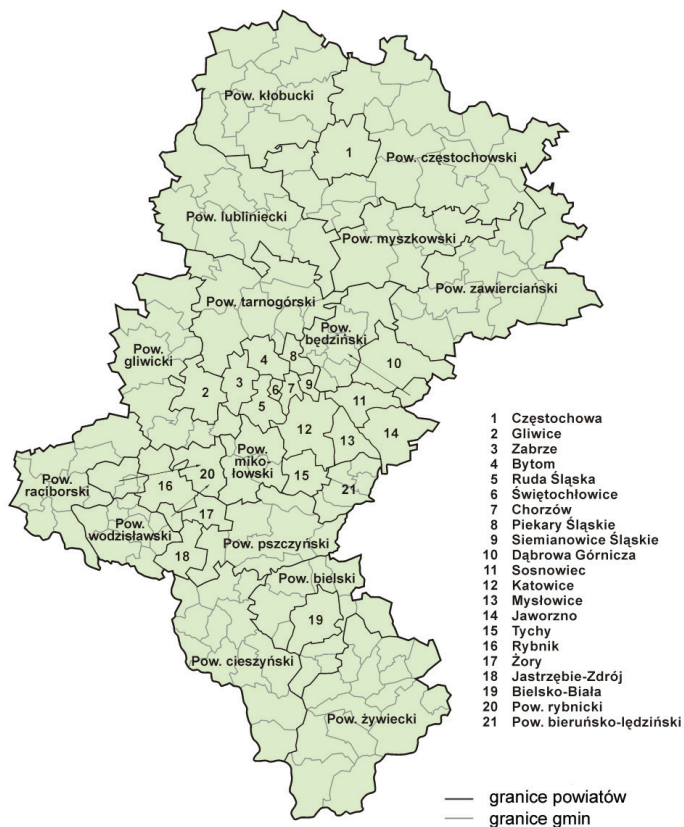 Pow. kłobucki
1
Pow. częstochowski
Pow. lubliniecki
Pow. myszkowski
Pow. zawierciański
Pow. tarnogórski
Pow.
będziński
Pow.
gliwicki
4
8
10
2
3
6
7
9
5
11
12
13
14
Pow.
miko-
łowski
Pow.
raciborski
16
20
15
21
17
Pow.
wodzisławski
18
Pow. pszczyński
Pow. bielski
19
Pow. cieszyński
Pow. żywiecki
1 Częstochowa
2 Gliwice
3 Zabrze
4 Bytom
5 Ruda Śląska
6 Świętochłowice
7 Chorzów
8 Piekary Śląskie
9 Siemianowice Śląskie
10 Dąbrowa Górnicza
11 Sosnowiec
12 Katowice
13 Mysłowice
14 Jaworzno
15 Tychy
16 Rybnik
17 Żory
18 Jastrzębie-Zdrój
19 Bielsko-Biała
20 Pow. rybnicki
21 Pow. bieruńsko-lędziński
granice powiatów
granice gmin